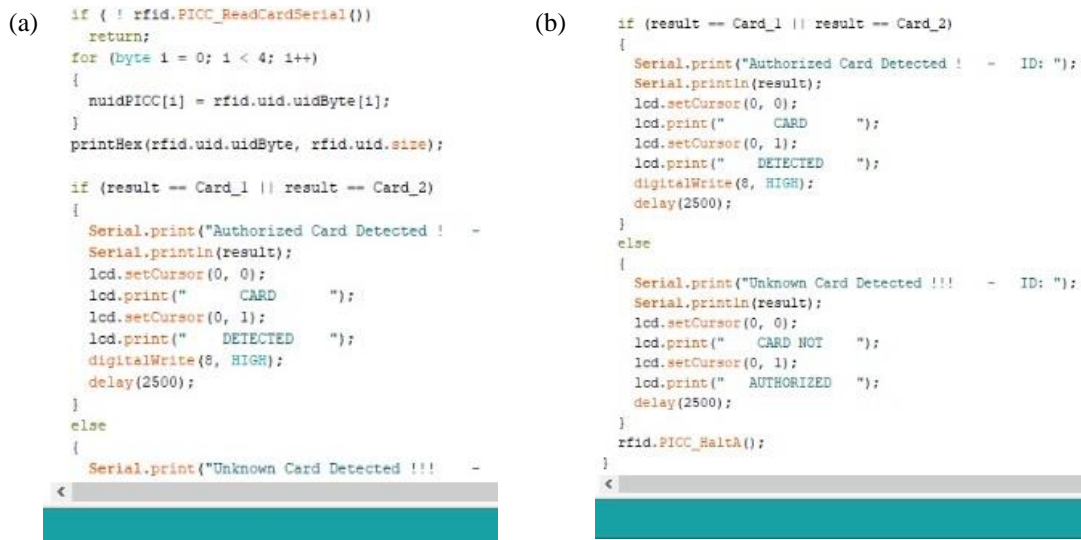 (a)
if ( ! rfid.PICC_ReadCardSerial())
return;
for (byte i = 0; i < 4; i++)
{
nuidPICC[i] = rfid.uid.uidByte[i];
}
printHex(rfid.uid.uidByte, rfid.uid.size);
if (result == Card_1 || result == Card_2)
{
Serial.print("Authorized Card Detected !   -
Serial.println(result);
lcd.setCursor(0, 0);
lcd.print("      CARD      ");
lcd.setCursor(0, 1);
lcd.print("    DETECTED    ");
digitalWrite(8, HIGH);
delay(2500);
}
else
{
Serial.print("Unknown Card Detected !!!   -
(b)
if (result == Card_1 || result == Card_2)
{
Serial.print("Authorized Card Detected !   -   ID: ");
Serial.println(result);
lcd.setCursor(0, 0);
lcd.print("      CARD      ");
lcd.setCursor(0, 1);
lcd.print("    DETECTED    ");
digitalWrite(8, HIGH);
delay(2500);
}
else
{
Serial.print("Unknown Card Detected !!!   -   ID: ");
Serial.println(result);
lcd.setCursor(0, 0);
lcd.print("    CARD NOT    ");
lcd.setCursor(0, 1);
lcd.print("   AUTHORIZED   ");
delay(2500);
}
rfid.PICC_HaltA();
}